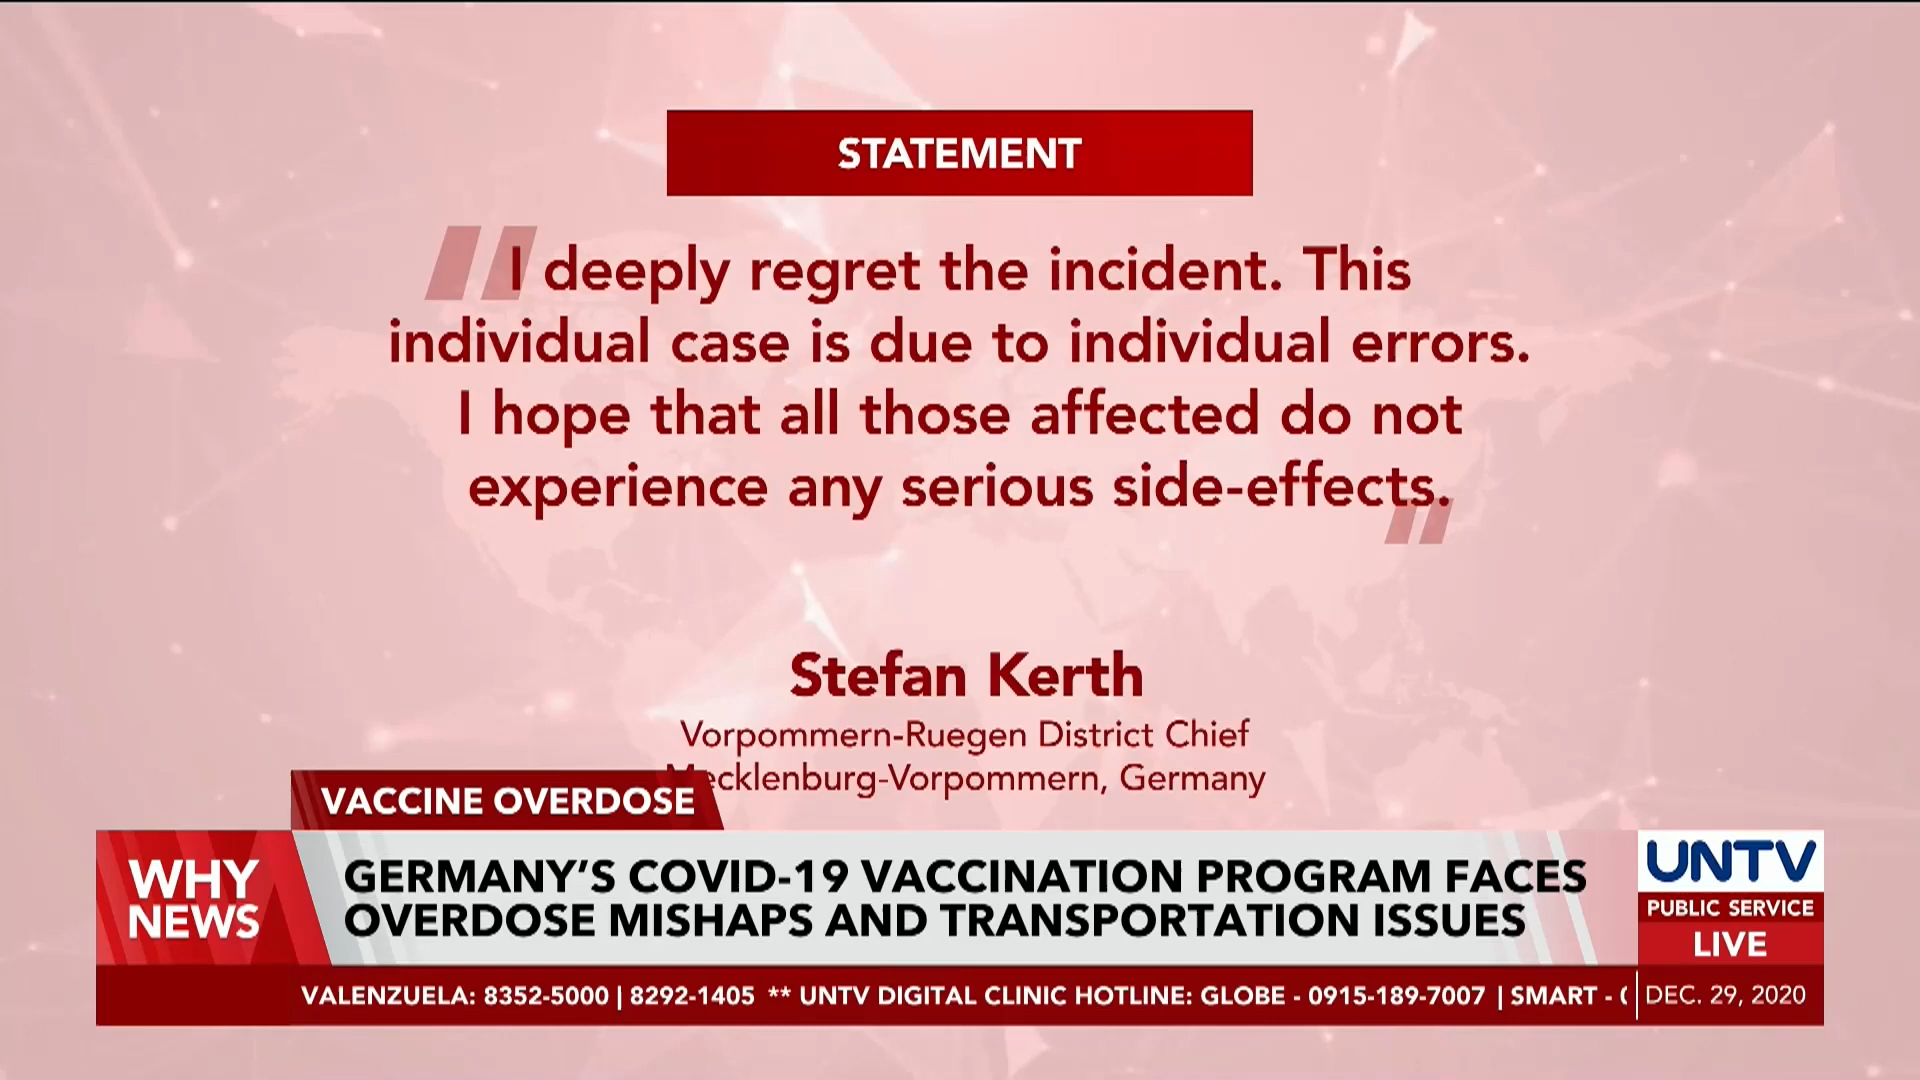 STATEMENT
"I deeply regret the incident. This
individual case is due to individual errors.
I hope that all those affected do not
experience any serious side-effects."
Stefan Kerth
Vorpommern-Ruegen District Chief
Mecklenburg-Vorpommern, Germany
VACCINE OVERDOSE
WHY
NEWS
GERMANY'S COVID-19 VACCINATION PROGRAM FACES
OVERDOSE MISHAPS AND TRANSPORTATION ISSUES
UNTV
PUBLIC SERVICE
LIVE
VALENZUELA: 8352-5000 | 8292-1405 ** UNTV DIGITAL CLINIC HOTLINE: GLOBE - 0915-189-7007 | SMART -
DEC. 29, 2020